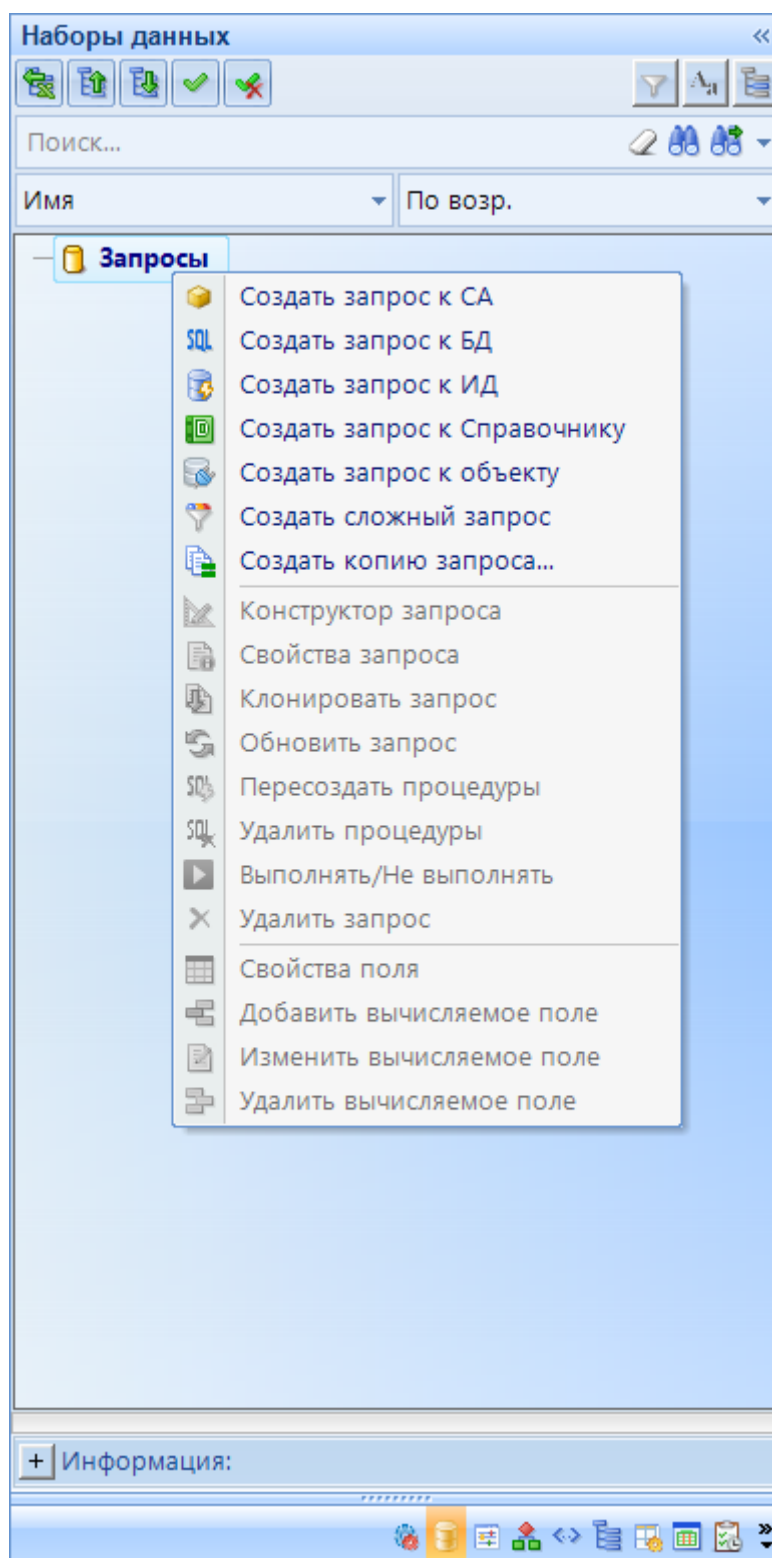 Наборы данных
Поиск...
Имя
По возр.
Запросы
Создать запрос к СА
SQL Создать запрос к БД
Создать запрос к ИД
Создать запрос к Справочнику
Создать запрос к объекту
Создать сложный запрос
Создать копию запроса...
Конструктор запроса
Свойства запроса
Клонировать запрос
Обновить запрос
SQL Пересоздать процедуры
SQL Удалить процедуры
Выполнять/Не выполнять
Удалить запрос
Свойства поля
Добавить вычисляемое поле
Изменить вычисляемое поле
Удалить вычисляемое поле
+ Информация: